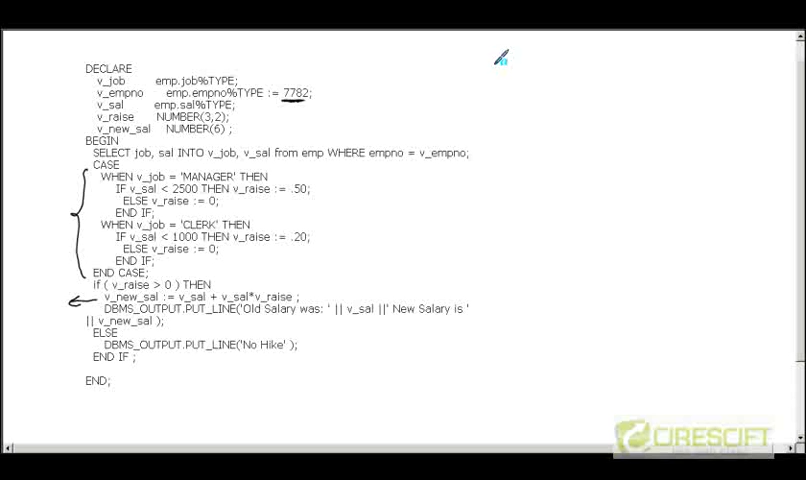 DECLARE
v_job emp.job%TYPE;
v_empno emp.empno%TYPE := 7782;
v_sal emp.sal%TYPE;
v_raise NUMBER(3,2);
v_new_sal NUMBER(6) ;
BEGIN
SELECT job, sal INTO v_job, v_sal from emp WHERE empno = v_empno;
CASE
WHEN v_job = 'MANAGER' THEN
IF v_sal < 2500 THEN v_raise := .50;
ELSE v_raise := 0;
END IF;
WHEN v_job = 'CLERK' THEN
IF v_sal < 1000 THEN v_raise := .20;
ELSE v_raise := 0;
END IF;
END CASE;
if ( v_raise > 0 ) THEN
v_new_sal := v_sal + v_sal*v_raise ;
DBMS_OUTPUT.PUT_LINE('Old Salary was: ' || v_sal ||' New Salary is '
|| v_new_sal );
ELSE
DBMS_OUTPUT.PUT_LINE('No Hike' );
END IF ;
END;